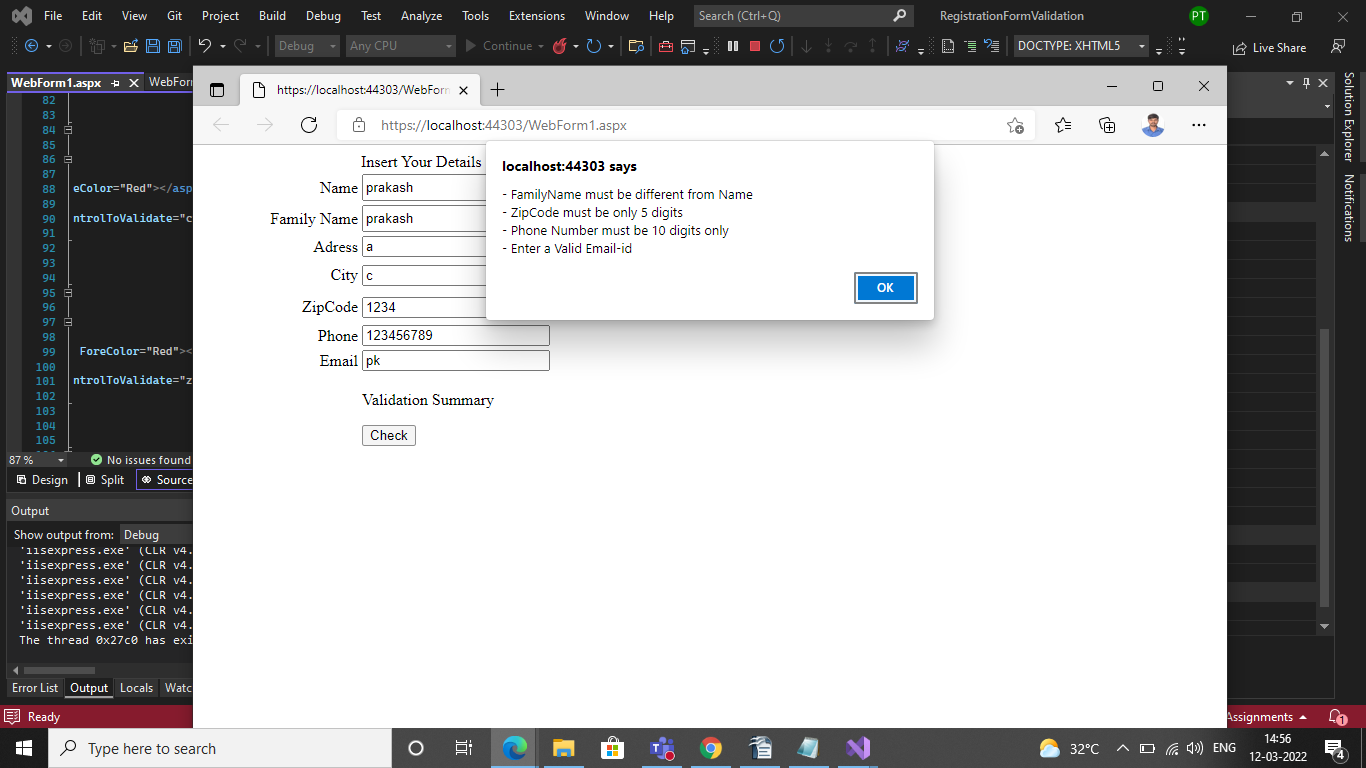 File Edit View Git Project Build Debug Test Analyze Tools Extensions Window Help Search (Ctrl+Q) RegistrationFormValidation PT
Debug Any CPU Continue DOCTYPE: XHTML5 Live Share
WebForm1.aspx WebForm
https://localhost:44303/WebForm
https://localhost:44303/WebForm1.aspx
82
83
84
85
86
87
88 eColor="Red"></asp
89
90 ntrolToValidate="c
91
92
93
94
95
96
97
98
99 ForeColor="Red"><
100
101 ntrolToValidate="z
102
103
104
105
87 % No issues found
Design Split Source
Output
Show output from: Debug
'iisexpress.exe' (CLR v4.
'iisexpress.exe' (CLR v4.
'iisexpress.exe' (CLR v4.
'iisexpress.exe' (CLR v4.
'iisexpress.exe' (CLR v4.
'iisexpress.exe' (CLR v4.
The thread 0x27c0 has exi
Error List Output Locals Watc
Ready
Insert Your Details
Name prakash
Family Name prakash
Adress a
City c
ZipCode 1234
Phone 123456789
Email pk
Validation Summary
Check
localhost:44303 says
- FamilyName must be different from Name
- ZipCode must be only 5 digits
- Phone Number must be 10 digits only
- Enter a Valid Email-id
OK
Solution Explorer
Notifications
Assignments 1
Type here to search
32°C ENG
14:56
12-03-2022
4